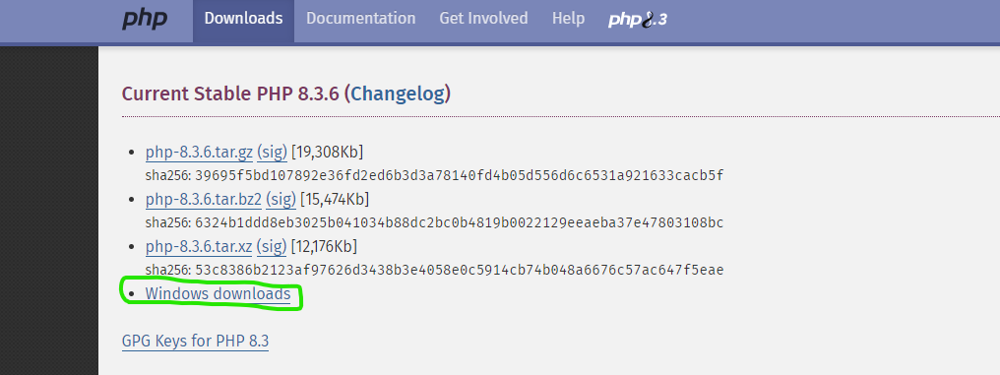 php Downloads Documentation Get Involved Help php8.3
Current Stable PHP 8.3.6 (Changelog)
• php-8.3.6.tar.gz (sig) [19,308Kb]
sha256: 39695f5bd107892e36fd2ed6b3d3a78140fd4b05d556d6c6531a921633cacb5f
• php-8.3.6.tar.bz2 (sig) [15,474Kb]
sha256: 6324b1ddd8eb3025b041034b88dc2bc0b4819b0022129eeaeba37e47803108bc
• php-8.3.6.tar.xz (sig) [12,176Kb]
sha256: 53c8386b2123af97626d3438b3e4058e0c5914cb74b048a6676c57ac647f5eae
• Windows downloads
GPG Keys for PHP 8.3